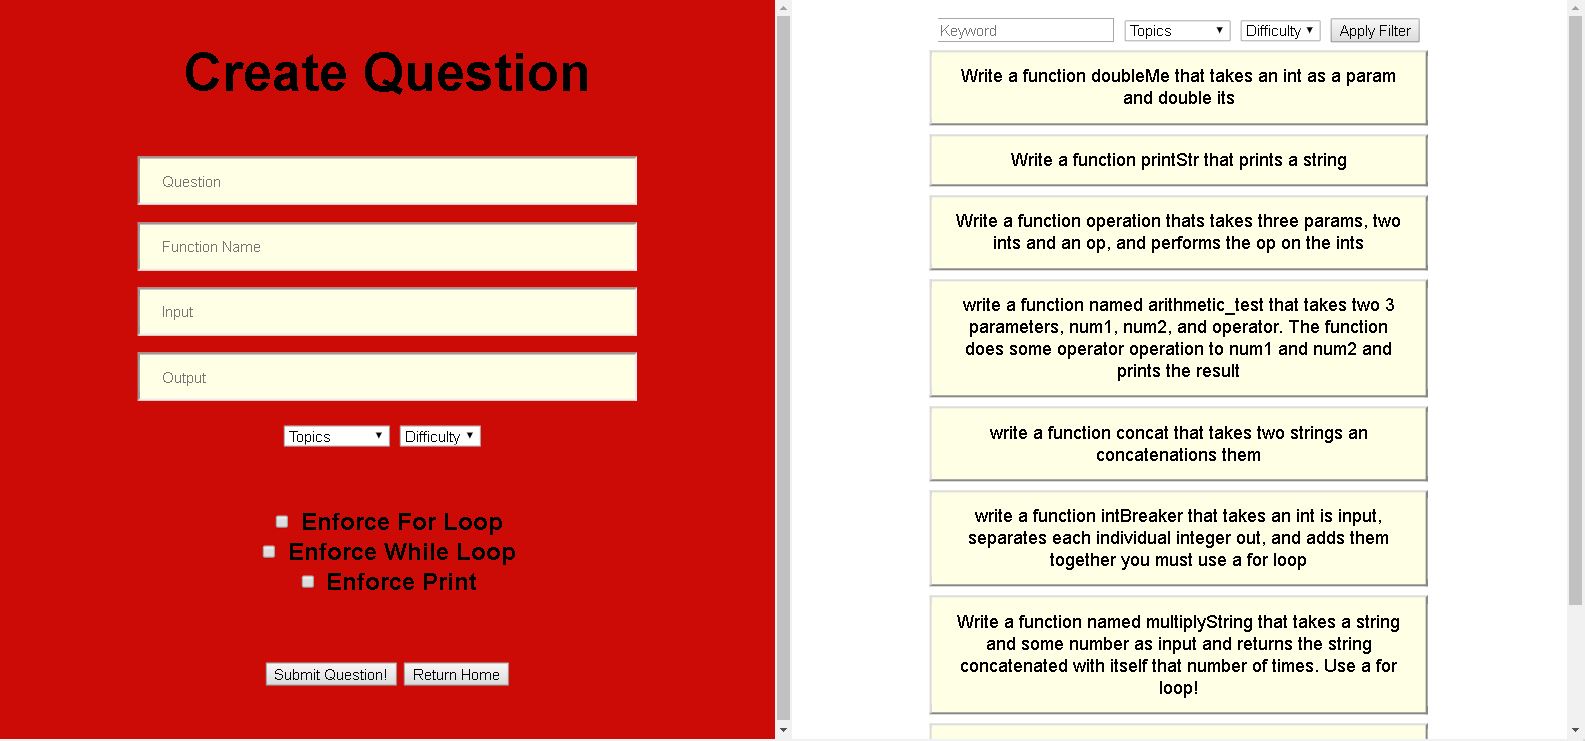 Create Question
Question
Function Name
Input
Output
Topics Difficulty
Enforce For Loop
Enforce While Loop
Enforce Print
Submit Question! Return Home
Keyword Topics Difficulty Apply Filter
Write a function doubleMe that takes an int as a param
and double its
Write a function printStr that prints a string
Write a function operation thats takes three params, two
ints and an op, and performs the op on the ints
write a function named arithmetic_test that takes two 3
parameters, num1, num2, and operator. The function
does some operator operation to num1 and num2 and
prints the result
write a function concat that takes two strings an
concatenations them
write a function intBreaker that takes an int is input,
separates each individual integer out, and adds them
together you must use a for loop
Write a function named multiplyString that takes a string
and some number as input and returns the string
concatenated with itself that number of times. Use a for
loop!